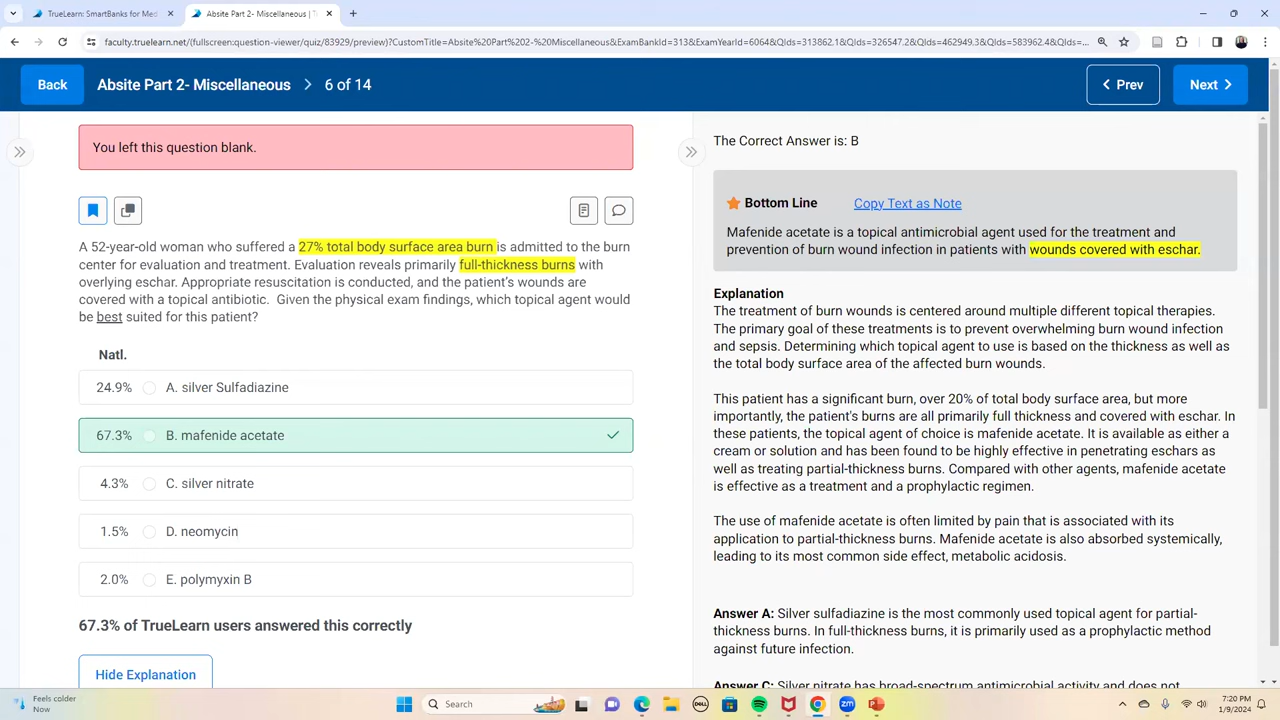 TrueLearn: SmartBanks for Med
Absite Part 2- Miscellaneous | T
faculty.truelearn.net/(fullscreen:question-viewer/quiz/83929/preview)?CustomTitle=Absite%20Part%202-%20Miscellaneous&ExamBankId=313&ExamYearId=6064&QIds=313862.1&QIds=326547.2&QIds=462949.3&QIds=583962.4&QIds=...
Back
Absite Part 2- Miscellaneous > 6 of 14
Prev
Next
You left this question blank.
A 52-year-old woman who suffered a 27% total body surface area burn is admitted to the burn
center for evaluation and treatment. Evaluation reveals primarily full-thickness burns with
overlying eschar. Appropriate resuscitation is conducted, and the patient's wounds are
covered with a topical antibiotic. Given the physical exam findings, which topical agent would
be best suited for this patient?
Natl.
24.9% A. silver Sulfadiazine
67.3% B. mafenide acetate
4.3% C. silver nitrate
1.5% D. neomycin
2.0% E. polymyxin B
67.3% of TrueLearn users answered this correctly
Hide Explanation
The Correct Answer is: B
Bottom Line Copy Text as Note
Mafenide acetate is a topical antimicrobial agent used for the treatment and
prevention of burn wound infection in patients with wounds covered with eschar.
Explanation
The treatment of burn wounds is centered around multiple different topical therapies.
The primary goal of these treatments is to prevent overwhelming burn wound infection
and sepsis. Determining which topical agent to use is based on the thickness as well as
the total body surface area of the affected burn wounds.
This patient has a significant burn, over 20% of total body surface area, but more
importantly, the patient's burns are all primarily full thickness and covered with eschar. In
these patients, the topical agent of choice is mafenide acetate. It is available as either a
cream or solution and has been found to be highly effective in penetrating eschars as
well as treating partial-thickness burns. Compared with other agents, mafenide acetate
is effective as a treatment and a prophylactic regimen.
The use of mafenide acetate is often limited by pain that is associated with its
application to partial-thickness burns. Mafenide acetate is also absorbed systemically,
leading to its most common side effect, metabolic acidosis.
Answer A: Silver sulfadiazine is the most commonly used topical agent for partial-
thickness burns. In full-thickness burns, it is primarily used as a prophylactic method
against future infection.
Answer C: Silver nitrate has broad-spectrum antimicrobial activity and does not
Feels colder
Now
Search
DELL
zm
7:20 PM
1/9/2024